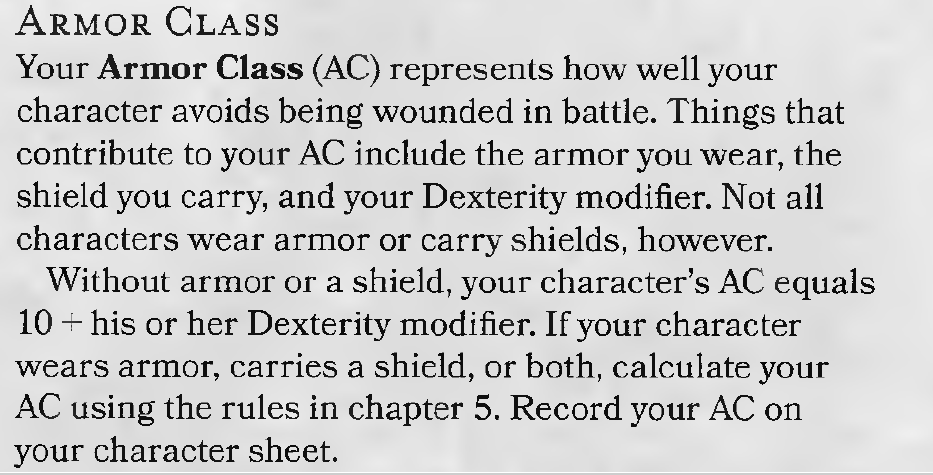 ARMOR CLASS
Your Armor Class (AC) represents how well your
character avoids being wounded in battle. Things that
contribute to your AC include the armor you wear, the
shield you carry, and your Dexterity modifier. Not all
characters wear armor or carry shields, however.
Without armor or a shield, your character's AC equals
10 + his or her Dexterity modifier. If your character
wears armor, carries a shield, or both, calculate your
AC using the rules in chapter 5. Record your AC on
your character sheet.